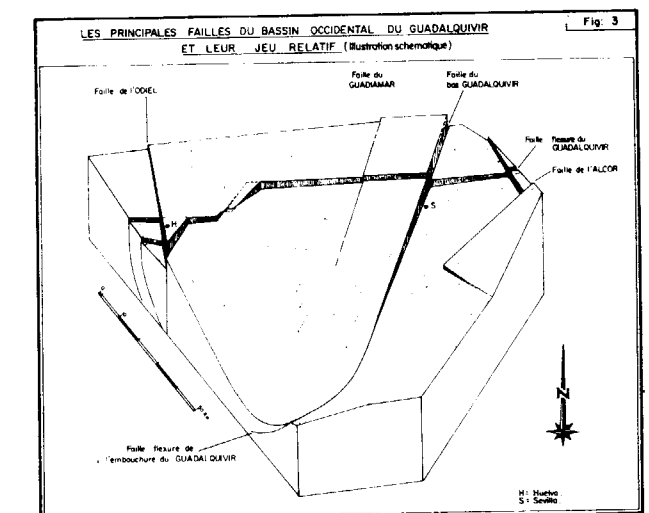 Fig: 3
LES PRINCIPALES FAILLES DU BASSIN OCCIDENTAL DU GUADALQUIVIR
ET LEUR JEU RELATIF (Illustration schematique)
Faille de l'ODIEL
Faille du
GUADIAMAR
Faille du
bas GUADALQUIVIR
Faille flexure du
GUADALQUIVIR
Faille de l'ALCOR
H
S
N
Faille flexure de
l'embouchure du GUADALQUIVIR
H: Huelva
S: Sevilla